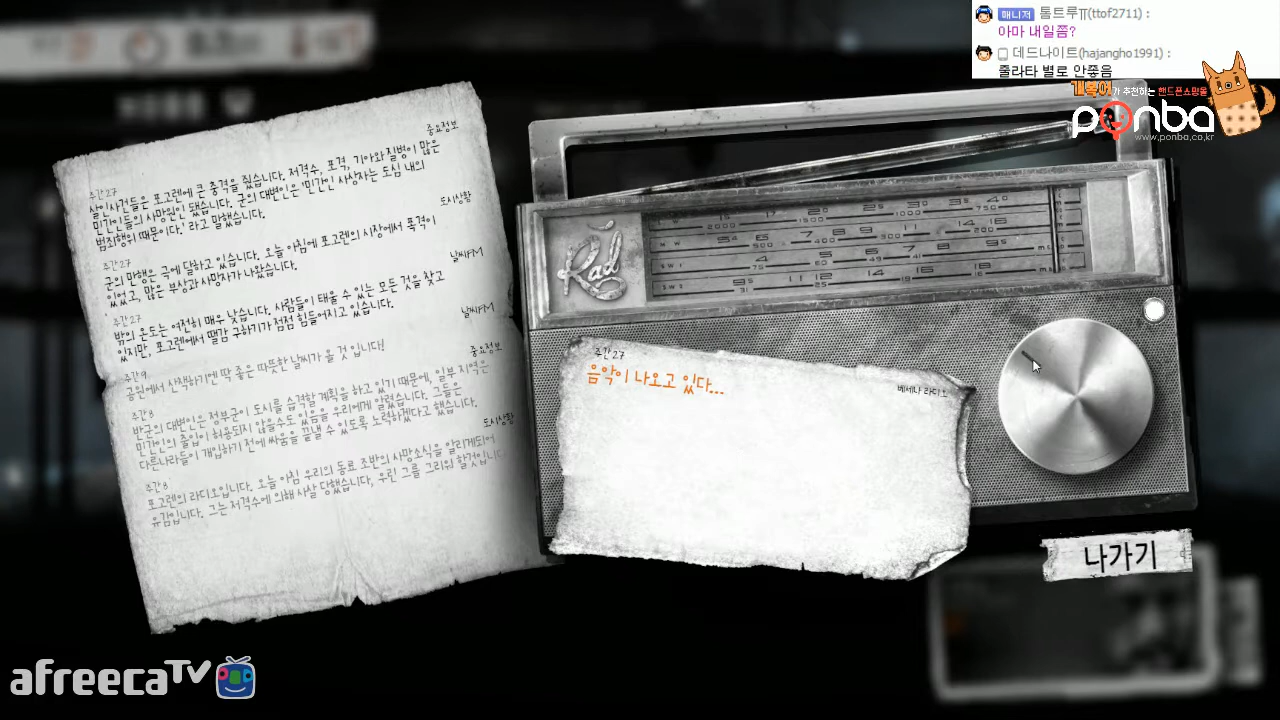 매니저 톰트루ㅠ(ttof2711) :
아마 내일쯤?
데드나이트(hajangho1991) :
줄라타 별로 안좋음
가 추천하는 핸드폰쇼핑몰
ponba
www.ponba.co.kr
중요정보
주간 27
살인사건들은 포고렌에 큰 충격을 줬습니다. 저격수, 포격, 기아와 질병이 많은
민간인들의 사망원인이 됐습니다. 군의 대변인은 '민간인 사상자는 도심 내의
범죄행위 때문이다.' 라고 말했습니다.
도시상황
주간 27
군의 만행은 극에 달하고 있습니다. 오늘 아침에 포고렌의 시장에서 폭격이
있었고, 많은 부상과 사망자가 나왔습니다.
날씨FM
주간 27
밖의 온도는 여전히 매우 낮습니다. 사람들이 태울 수 있는 모든 것을 찾고
있지만, 포고렌에서 땔감 구하기가 점점 힘들어지고 있습니다.
날씨FM
주간 9
공원에서 산책하기엔 딱 좋은 따뜻한 날씨가 올 것 입니다!
중요정보
주간 8
반군의 대변인은 정부군이 도시를 습격할 계획을 하고 있기 때문에, 일부 지역은
민간인의 출입이 허용되지 않을수도 있음을 우리에게 알렸습니다. 그들은
다른나라들이 개입하기 전에 싸움을 끝낼 수 있도록 노력하겠다고 했습니다.
도시상황
주간 8
포고렌의 라디오입니다. 오늘 아침 우리의 동료 조반의 사망소식을 알리게되어
유감입니다. 그는 저격수에 의해 사살 당했습니다, 우린 그를 그리워 할것입니다
Rad
주간 27
음악이 나오고 있다...
베세나 라디오
나가기
afreecaTV